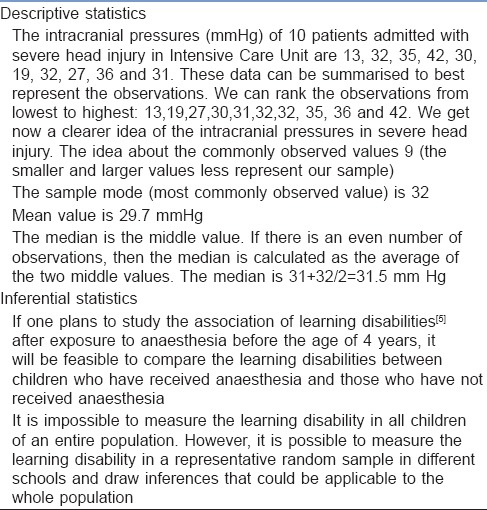 Descriptive statistics
The intracranial pressures (mmHg) of 10 patients admitted with
severe head injury in Intensive Care Unit are 13, 32, 35, 42, 30,
19, 32, 27, 36 and 31. These data can be summarised to best
represent the observations. We can rank the observations from
lowest to highest: 13,19,27,30,31,32,32, 35, 36 and 42. We get
now a clearer idea of the intracranial pressures in severe head
injury. The idea about the commonly observed values 9 (the
smaller and larger values less represent our sample)
The sample mode (most commonly observed value) is 32
Mean value is 29.7 mmHg
The median is the middle value. If there is an even number of
observations, then the median is calculated as the average of
the two middle values. The median is 31+32/2=31.5 mm Hg
Inferential statistics
If one plans to study the association of learning disabilities[5]
after exposure to anaesthesia before the age of 4 years, it
will be feasible to compare the learning disabilities between
children who have received anaesthesia and those who have not
received anaesthesia
It is impossible to measure the learning disability in all children
of an entire population. However, it is possible to measure the
learning disability in a representative random sample in different
schools and draw inferences that could be applicable to the
whole population